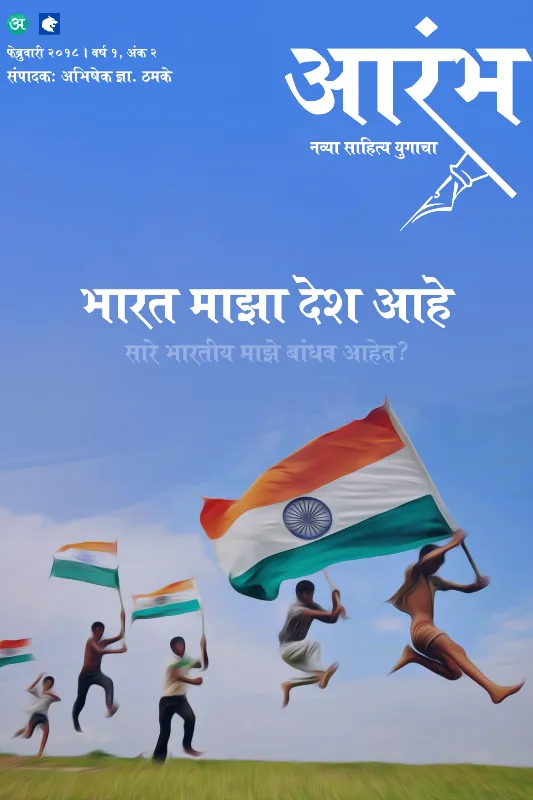 अ
फेब्रुवारी २०१८ । वर्ष १, अंक २
संपादक: अभिषेक ज्ञा. ठमके
आरंभ
नव्या साहित्य युगाचा
भारत माझा देश आहे
सारे भारतीय माझे बांधव आहेत?